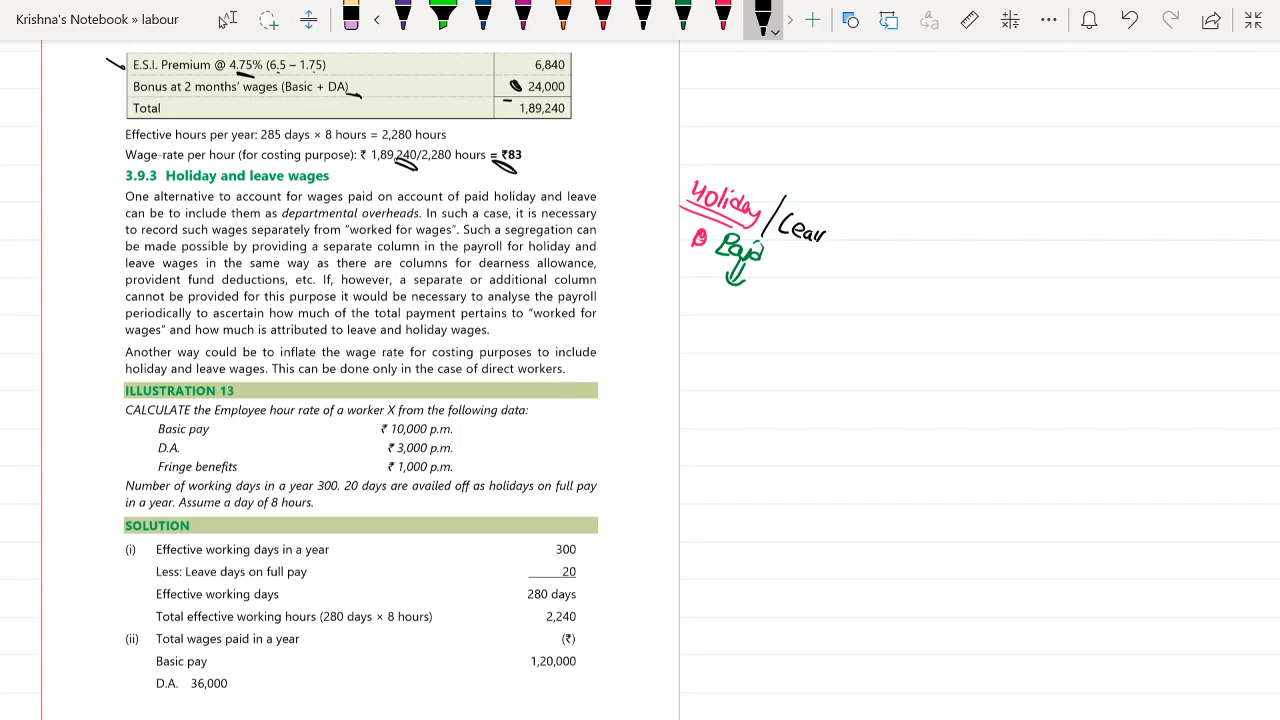 Krishna's Notebook » labour
E.S.I. Premium @ 4.75% (6.5 – 1.75) 6,840
Bonus at 2 months' wages (Basic + DA) 24,000
Total 1,89,240
Effective hours per year: 285 days × 8 hours = 2,280 hours
Wage-rate per hour (for costing purpose): ₹ 1,89,240/2,280 hours = ₹83
3.9.3 Holiday and leave wages
One alternative to account for wages paid on account of paid holiday and leave
can be to include them as departmental overheads. In such a case, it is necessary
to record such wages separately from "worked for wages". Such a segregation can
be made possible by providing a separate column in the payroll for holiday and
leave wages in the same way as there are columns for dearness allowance,
provident fund deductions, etc. If, however, a separate or additional column
cannot be provided for this purpose it would be necessary to analyse the payroll
periodically to ascertain how much of the total payment pertains to "worked for
wages" and how much is attributed to leave and holiday wages.
Another way could be to inflate the wage rate for costing purposes to include
holiday and leave wages. This can be done only in the case of direct workers.
ILLUSTRATION 13
CALCULATE the Employee hour rate of a worker X from the following data:
Basic pay ₹ 10,000 p.m.
D.A. ₹ 3,000 p.m.
Fringe benefits ₹ 1,000 p.m.
Number of working days in a year 300. 20 days are availed off as holidays on full pay
in a year. Assume a day of 8 hours.
SOLUTION
(i) Effective working days in a year 300
Less: Leave days on full pay 20
Effective working days 280 days
Total effective working hours (280 days × 8 hours) 2,240
(ii) Total wages paid in a year (₹)
Basic pay 1,20,000
D.A. 36,000
Holiday /
Paid